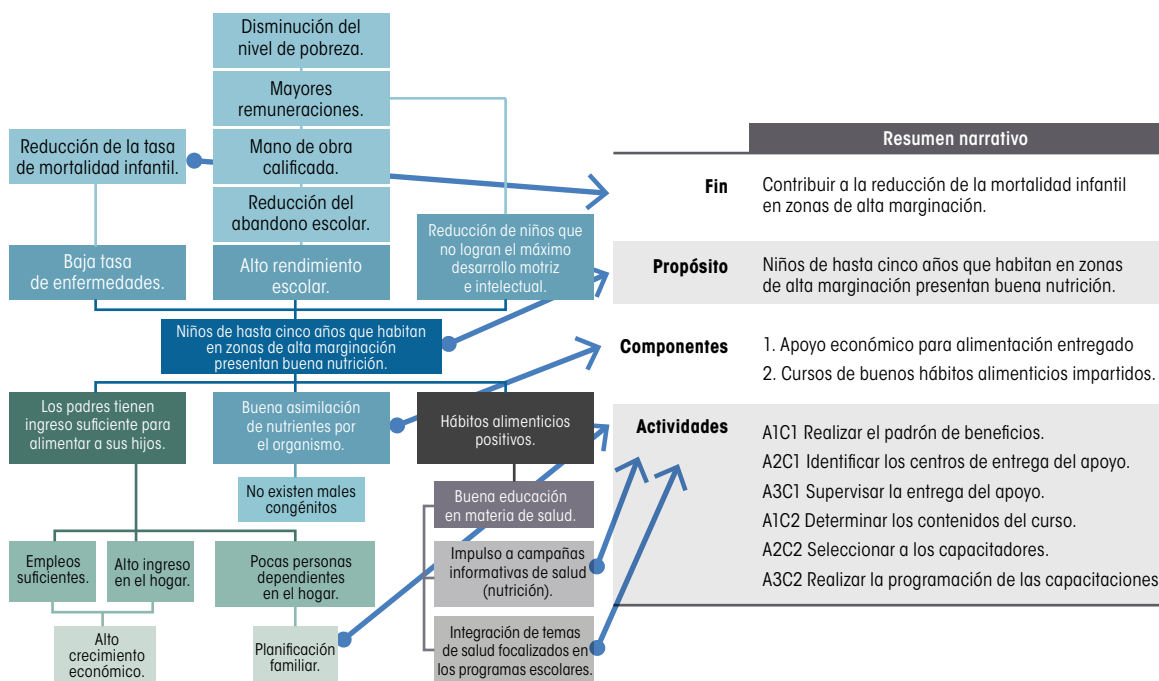 Disminución del
nivel de pobreza.
Mayores
remuneraciones.
Reducción de la tasa
de mortalidad infantil.
Mano de obra
calificada.
Reducción del
abandono escolar.
Baja tasa
de enfermedades.
Alto rendimiento
escolar.
Reducción de niños que
no logran el máximo
desarrollo motriz
e intelectual.
Niños de hasta cinco años que habitan
en zonas de alta marginación
presentan buena nutrición.
Los padres tienen
ingreso suficiente para
alimentar a sus hijos.
Buena asimilación
de nutrientes por
el organismo.
Hábitos alimenticios
positivos.
No existen males
congénitos
Buena educación
en materia de salud.
Empleos
suficientes.
Alto ingreso
en el hogar.
Pocas personas
dependientes
en el hogar.
Impulso a campañas
informativas de salud
(nutrición).
Alto
crecimiento
económico.
Planificación
familiar.
Integración de temas
de salud focalizados en
los programas escolares.
Resumen narrativo
Fin
Contribuir a la reducción de la mortalidad infantil
en zonas de alta marginación.
Propósito
Niños de hasta cinco años que habitan en zonas
de alta marginación presentan buena nutrición.
Componentes
1. Apoyo económico para alimentación entregado
2. Cursos de buenos hábitos alimenticios impartidos.
Actividades
A1C1 Realizar el padrón de beneficios.
A2C1 Identificar los centros de entrega del apoyo.
A3C1 Supervisar la entrega del apoyo.
A1C2 Determinar los contenidos del curso.
A2C2 Seleccionar a los capacitadores.
A3C2 Realizar la programación de las capacitaciones